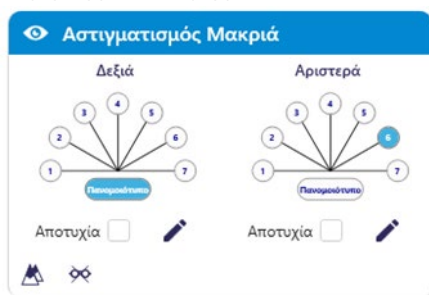 Αστιγματισμός Μακριά
Δεξιά Αριστερά
4 4
3 5 3 5
2 6 2 6
1 7 1 7
Πανομοιότυπο Πανομοιότυπο
Αποτυχία Αποτυχία